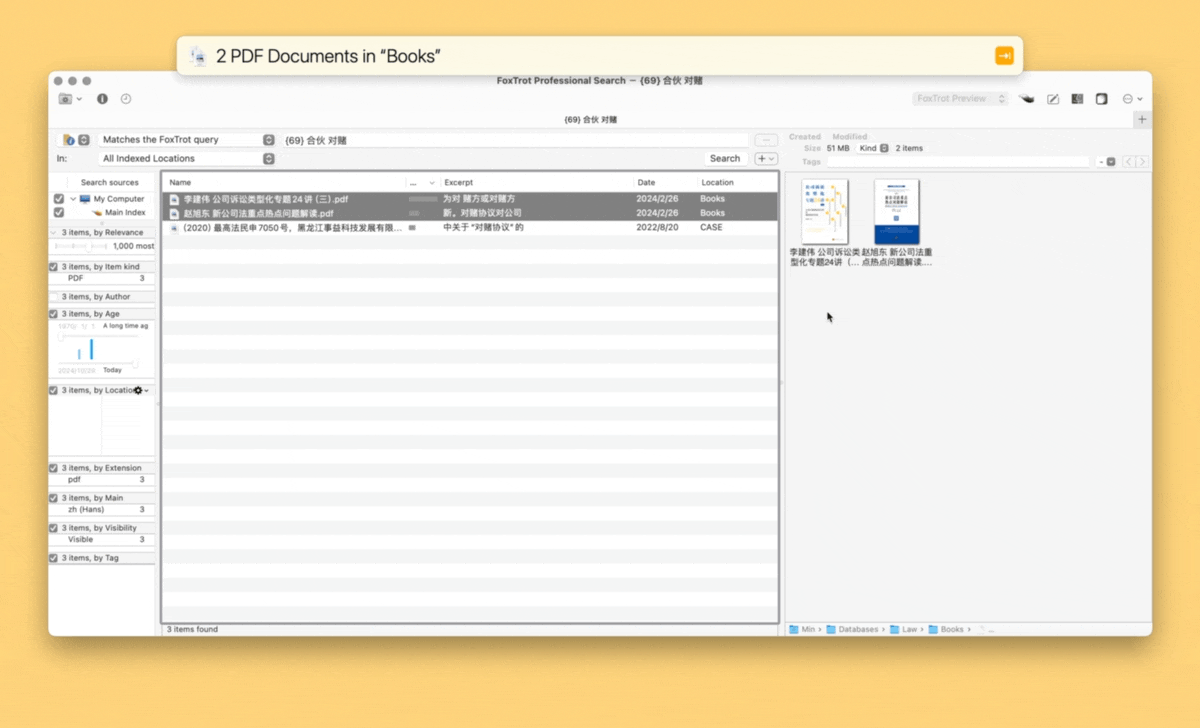 2 PDF Documents in “Books”
FoxTrot Professional Search — {69} 合伙 对赌
FoxTrot Preview
{69} 合伙 对赌
Matches the FoxTrot query
{69} 合伙 对赌
In:
All Indexed Locations
Search
Created
Modified
Size 51 MB Kind 2 items
Tags
Search sources
My Computer
Main Index
3 items, by Relevance
1,000 most
3 items, by Item kind
PDF 3
3 items, by Author
3 items, by Age
1970/ 1/ 1 A long time ag
2024/10/29 Today
3 items, by Location
3 items, by Extension
pdf 3
3 items, by Main
zh (Hans) 3
3 items, by Visibility
Visible 3
3 items, by Tag
Name ... Excerpt Date Location
李建伟 公司诉讼类型化专题24讲 (三).pdf 为对 赌方或对赌方 2024/2/26 Books
赵旭东 新公司法重点热点问题解读.pdf 新。对赌协议对公司 2024/2/26 Books
(2020) 最高法民申7050号，黑龙江事益科技发展有限... 中关于“对赌协议”的 2022/8/20 CASE
3 items found
李建伟 公司诉讼类
型化专题24讲（...
赵旭东 新公司法重
点热点问题解读....
Min › Databases › Law › Books › ...